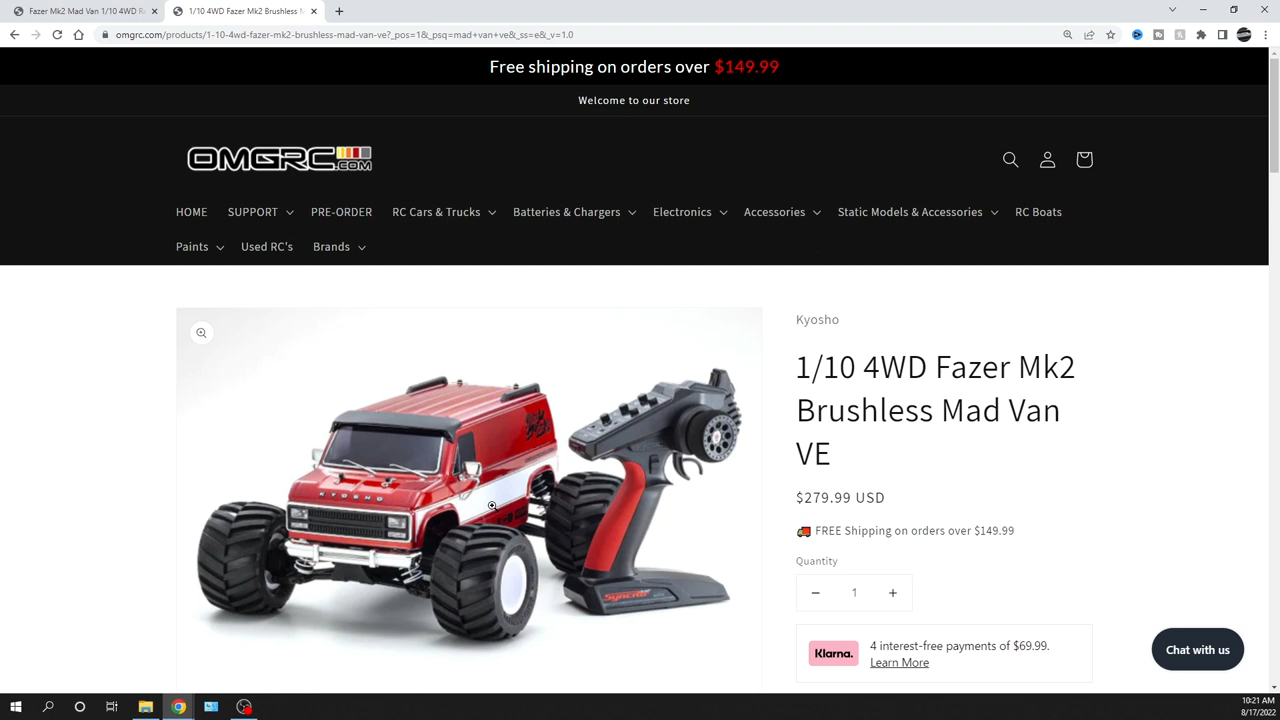 Fazer Mk2 Mad Van 1/10 4WD R
1/10 4WD Fazer Mk2 Brushless M
omgrc.com/products/1-10-4wd-fazer-mk2-brushless-mad-van-ve?_pos=1&_psq=mad+van+ve&_ss=e&_v=1.0
Free shipping on orders over $149.99
Welcome to our store
OMGRC.COM
HOME SUPPORT PRE-ORDER RC Cars & Trucks Batteries & Chargers Electronics Accessories Static Models & Accessories RC Boats
Paints Used RC's Brands
Kyosho
1/10 4WD Fazer Mk2
Brushless Mad Van
VE
$279.99 USD
FREE Shipping on orders over $149.99
Quantity
1
Klarna. 4 interest-free payments of $69.99.
Learn More
KYOSHO
Syncro
Chat with us
10:21 AM
8/17/2022